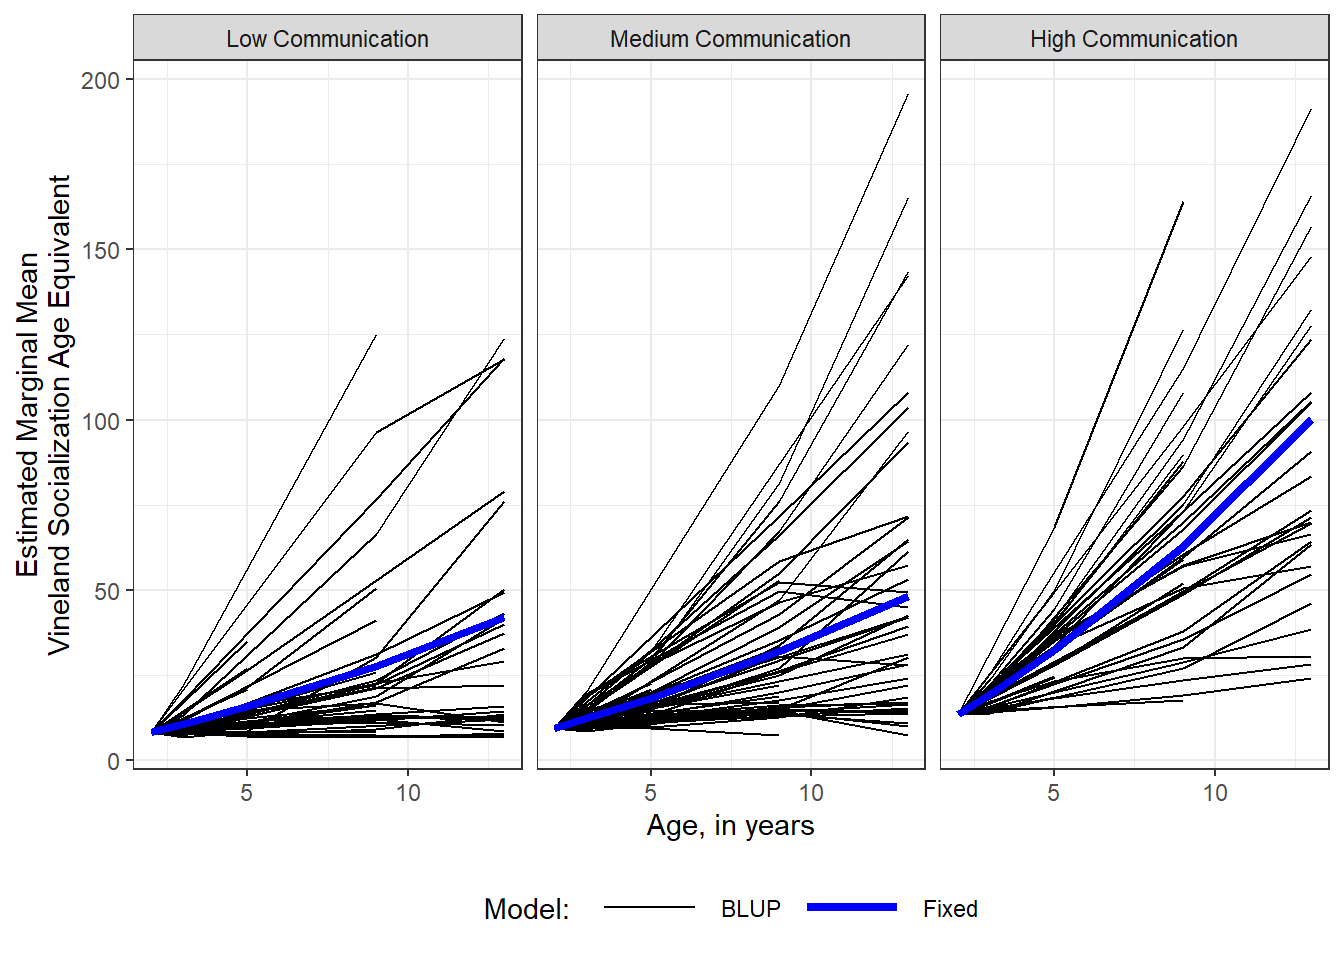 Low Communication
Medium Communication
High Communication
Estimated Marginal Mean
Vineland Socialization Age Equivalent
200
150
100
50
0
5
10
5
10
5
10
Age, in years
Model:
BLUP
Fixed